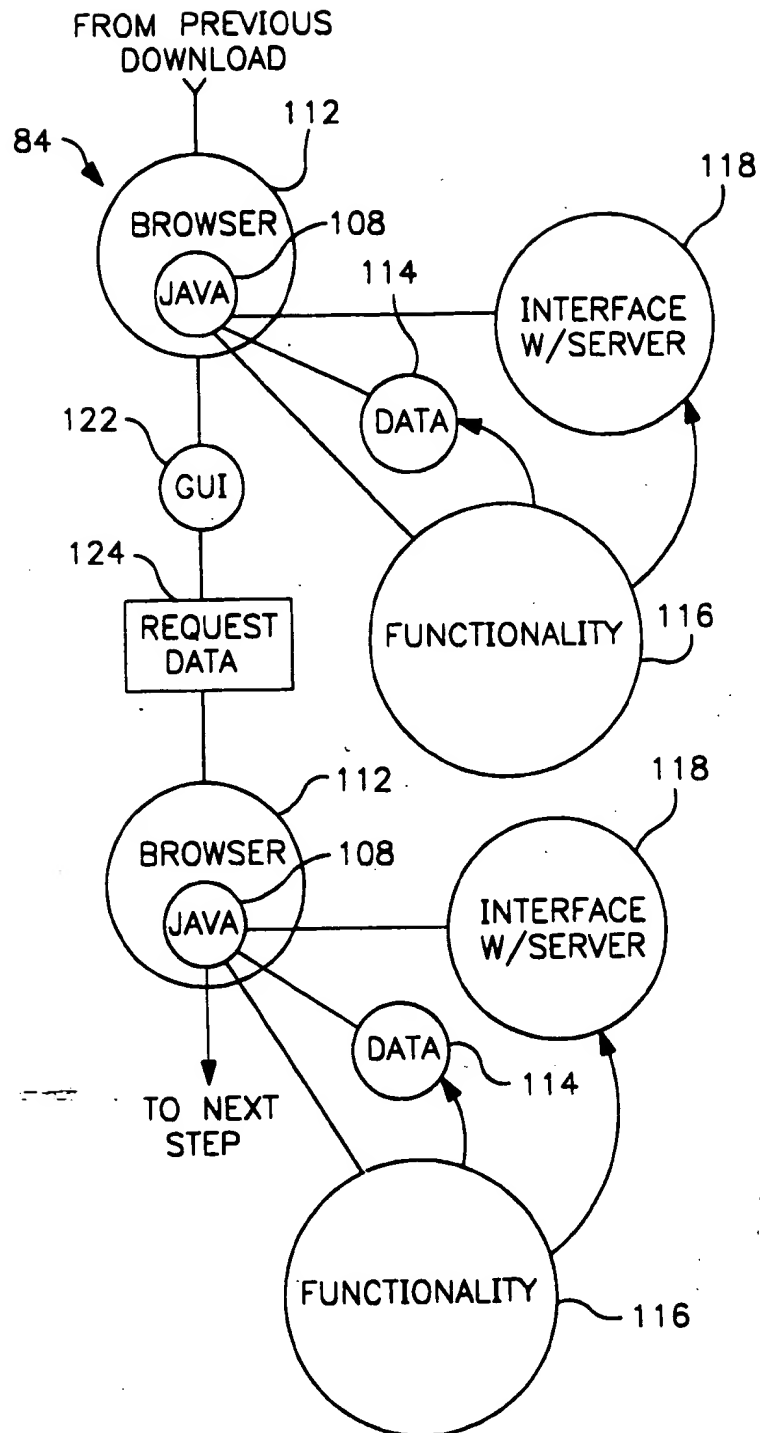 FROM PREVIOUS
DOWNLOAD
84
112
118
BROWSER
108
JAVA
114
INTERFACE
W/SERVER
DATA
122
GUI
124
REQUEST
DATA
FUNCTIONALITY
116
112
118
BROWSER
108
JAVA
INTERFACE
W/SERVER
DATA
114
TO NEXT
STEP
FUNCTIONALITY
116